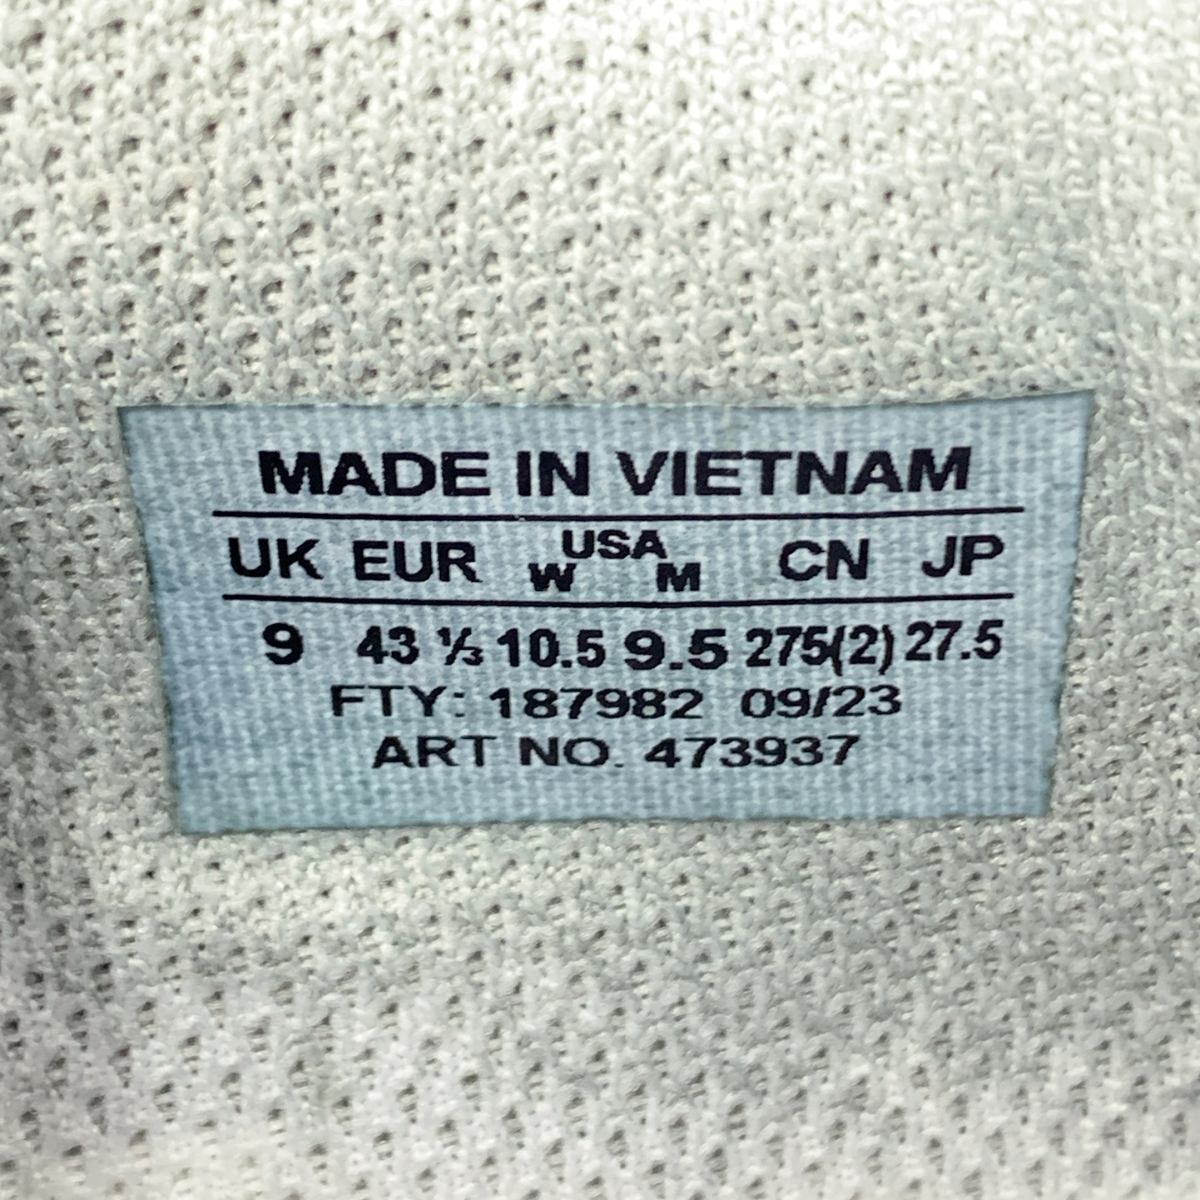 MADE IN VIETNAM
UK EUR W USA M CN JP
9 43 ⅓ 10.5 9.5 275(2) 27.5
FTY: 187982 09/23
ART NO. 473937